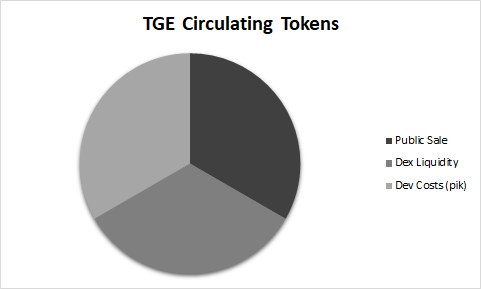 TGE Circulating Tokens
Public Sale
Dex Liquidity
Dev Costs (pik)